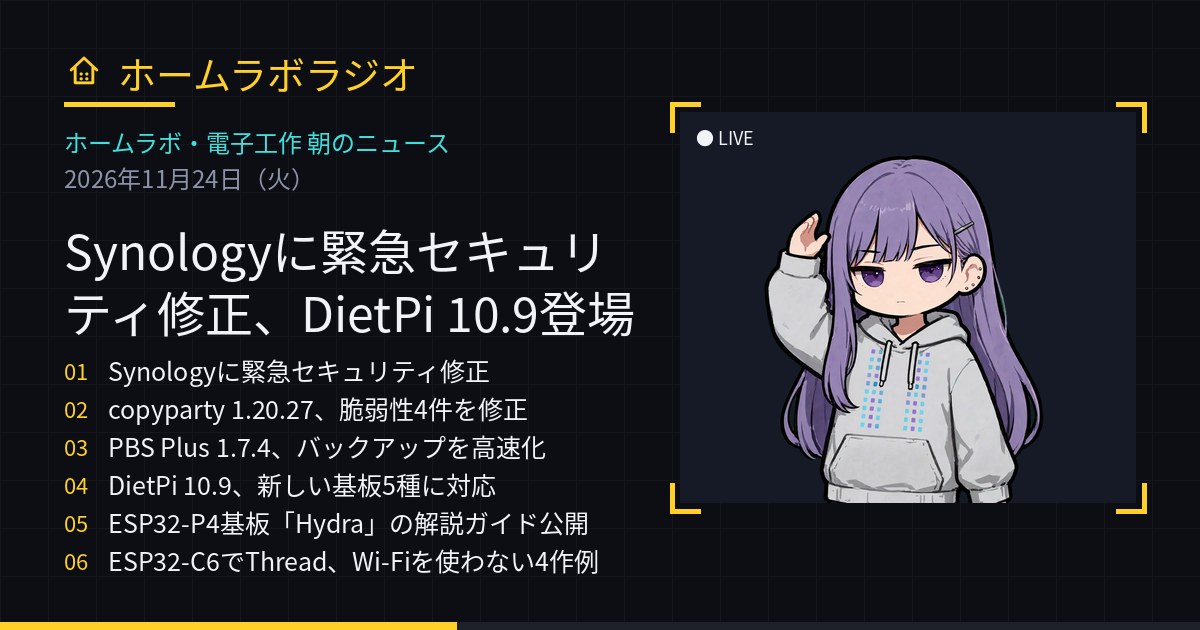 ホームラボラジオ
ホームラボ・電子工作 朝のニュース
2026年11月24日（火）
Synologyに緊急セキュリ
ティ修正、DietPi 10.9登場
01 Synologyに緊急セキュリティ修正
02 copyparty 1.20.27、脆弱性4件を修正
03 PBS Plus 1.7.4、バックアップを高速化
04 DietPi 10.9、新しい基板5種に対応
05 ESP32-P4基板「Hydra」の解説ガイド公開
06 ESP32-C6でThread、Wi-Fiを使わない4作例
LIVE